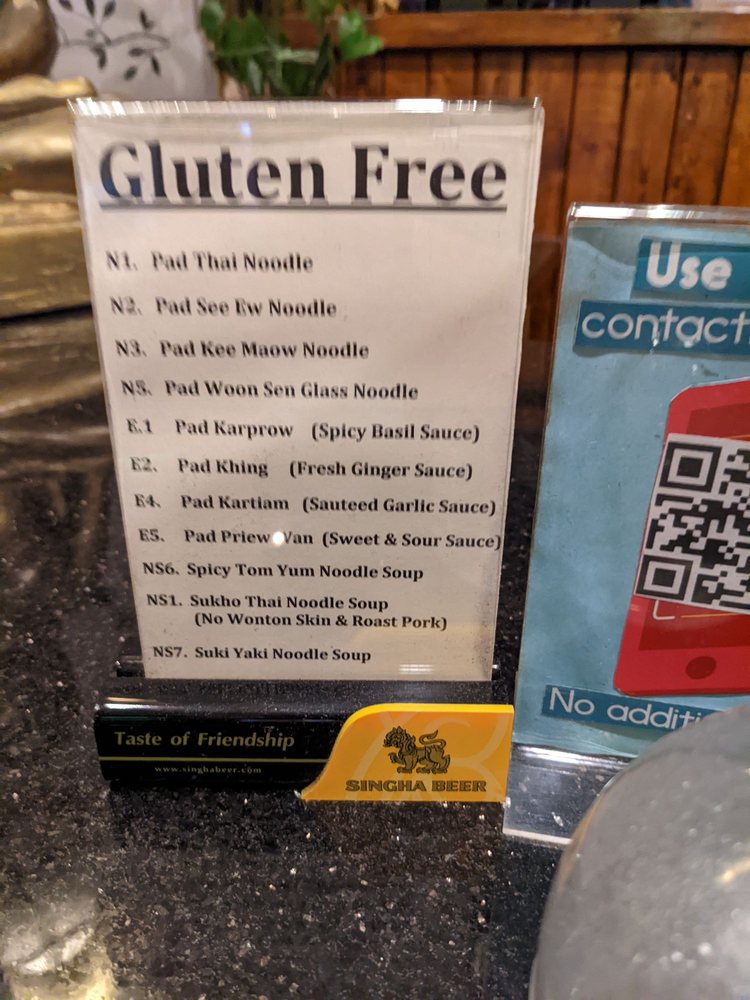 Gluten Free
N1. Pad Thai Noodle
N2. Pad See Ew Noodle
N3. Pad Kee Maow Noodle
N5. Pad Woon Sen Glass Noodle
E.1 Pad Karprow (Spicy Basil Sauce)
E2. Pad Khing (Fresh Ginger Sauce)
E4. Pad Kartiam (Sauteed Garlic Sauce)
E5. Pad Priew Van (Sweet & Sour Sauce)
NS6. Spicy Tom Yum Noodle Soup
NS1. Sukho Thai Noodle Soup
(No Wonton Skin & Roast Pork)
NS7. Suki Yaki Noodle Soup
Taste of Friendship
www.singhabeer.com
SINGHA BEER
Use
No